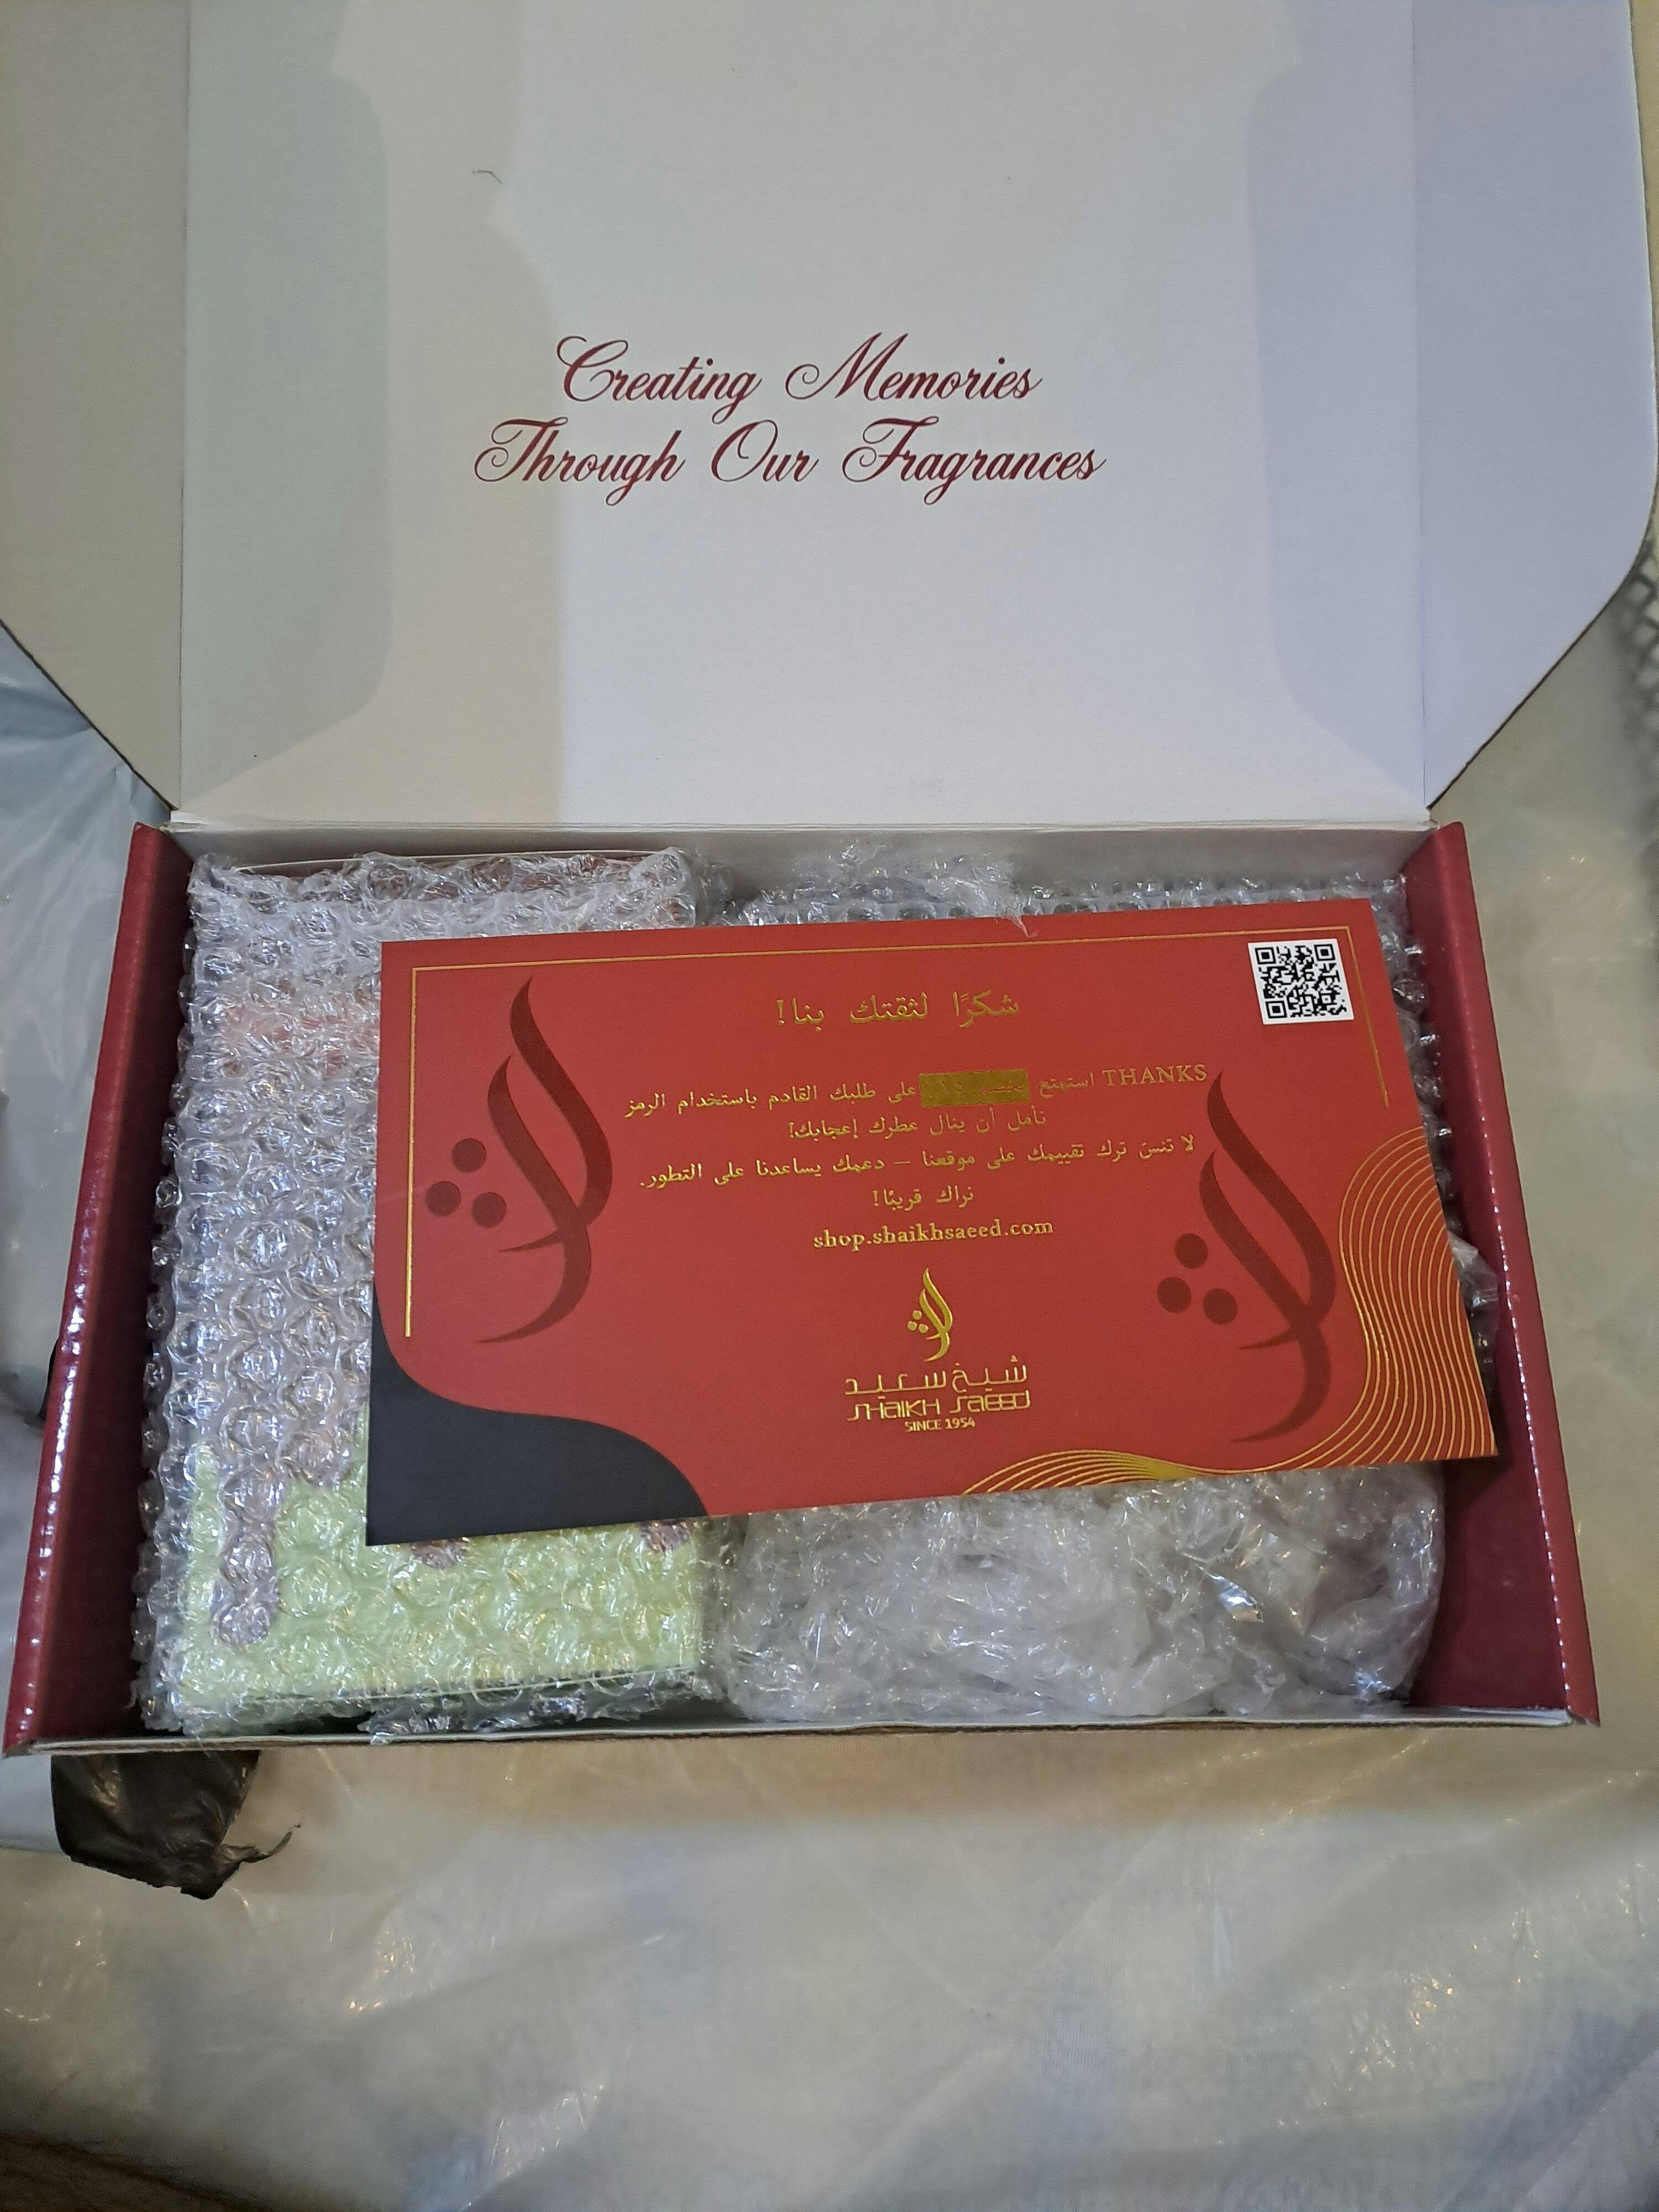 Creating Memories
Through Our Fragrances
شكرًا لثقتك بنا!
استمتع على طلبك القادم باستخدام الرمز THANKS
نأمل أن ينال عطرك إعجابك!
لا تنسَ ترك تقييمك على موقعنا – دعمك يساعدنا على التطور.
نراك قريبًا!
shop.shaikhsaeed.com
شيخ سعيد
SHAIKH SAEED
SINCE 1954